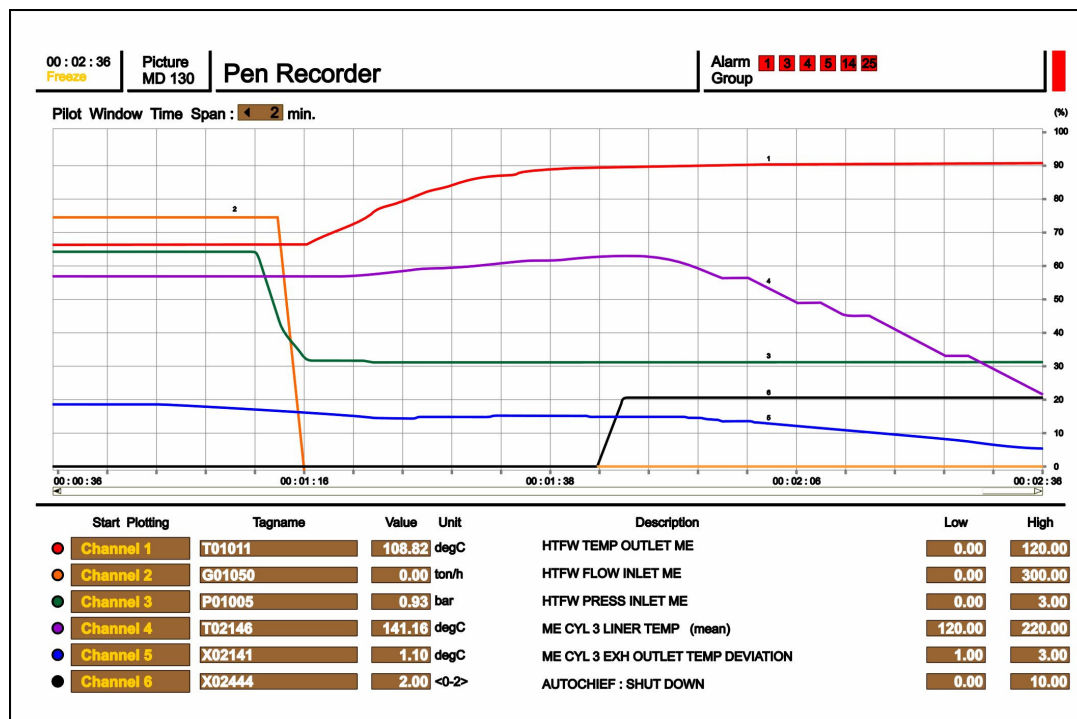 00 : 02 : 36
Freeze
Picture
MD 130
Pen Recorder
Alarm 1 3 4 5 14 25
Group
Pilot Window Time Span : 2 min.
(%)
100
90
80
70
60
50
40
30
20
10
0
1
2
4
3
6
5
00 : 00 : 36 00 : 01 : 16 00 : 01 : 38 00 : 02 : 06 00 : 02 : 36
Start Plotting Tagname Value Unit Description Low High
Channel 1 T01011 108.82 degC HTFW TEMP OUTLET ME 0.00 120.00
Channel 2 G01050 0.00 ton/h HTFW FLOW INLET ME 0.00 300.00
Channel 3 P01005 0.93 bar HTFW PRESS INLET ME 0.00 3.00
Channel 4 T02146 141.16 degC ME CYL 3 LINER TEMP (mean) 120.00 220.00
Channel 5 X02141 1.10 degC ME CYL 3 EXH OUTLET TEMP DEVIATION 1.00 3.00
Channel 6 X02444 2.00 <0-2> AUTOCHIEF : SHUT DOWN 0.00 10.00